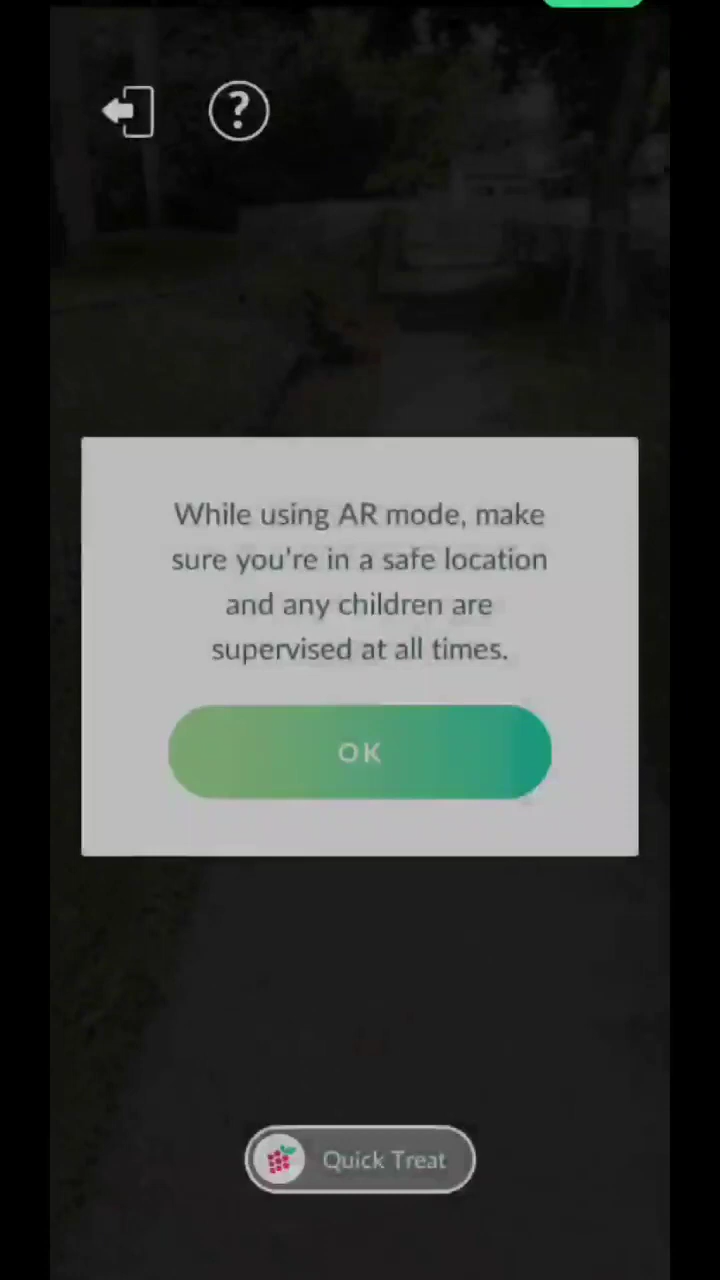 ?
While using AR mode, make
sure you're in a safe location
and any children are
supervised at all times.
OK
Quick Treat